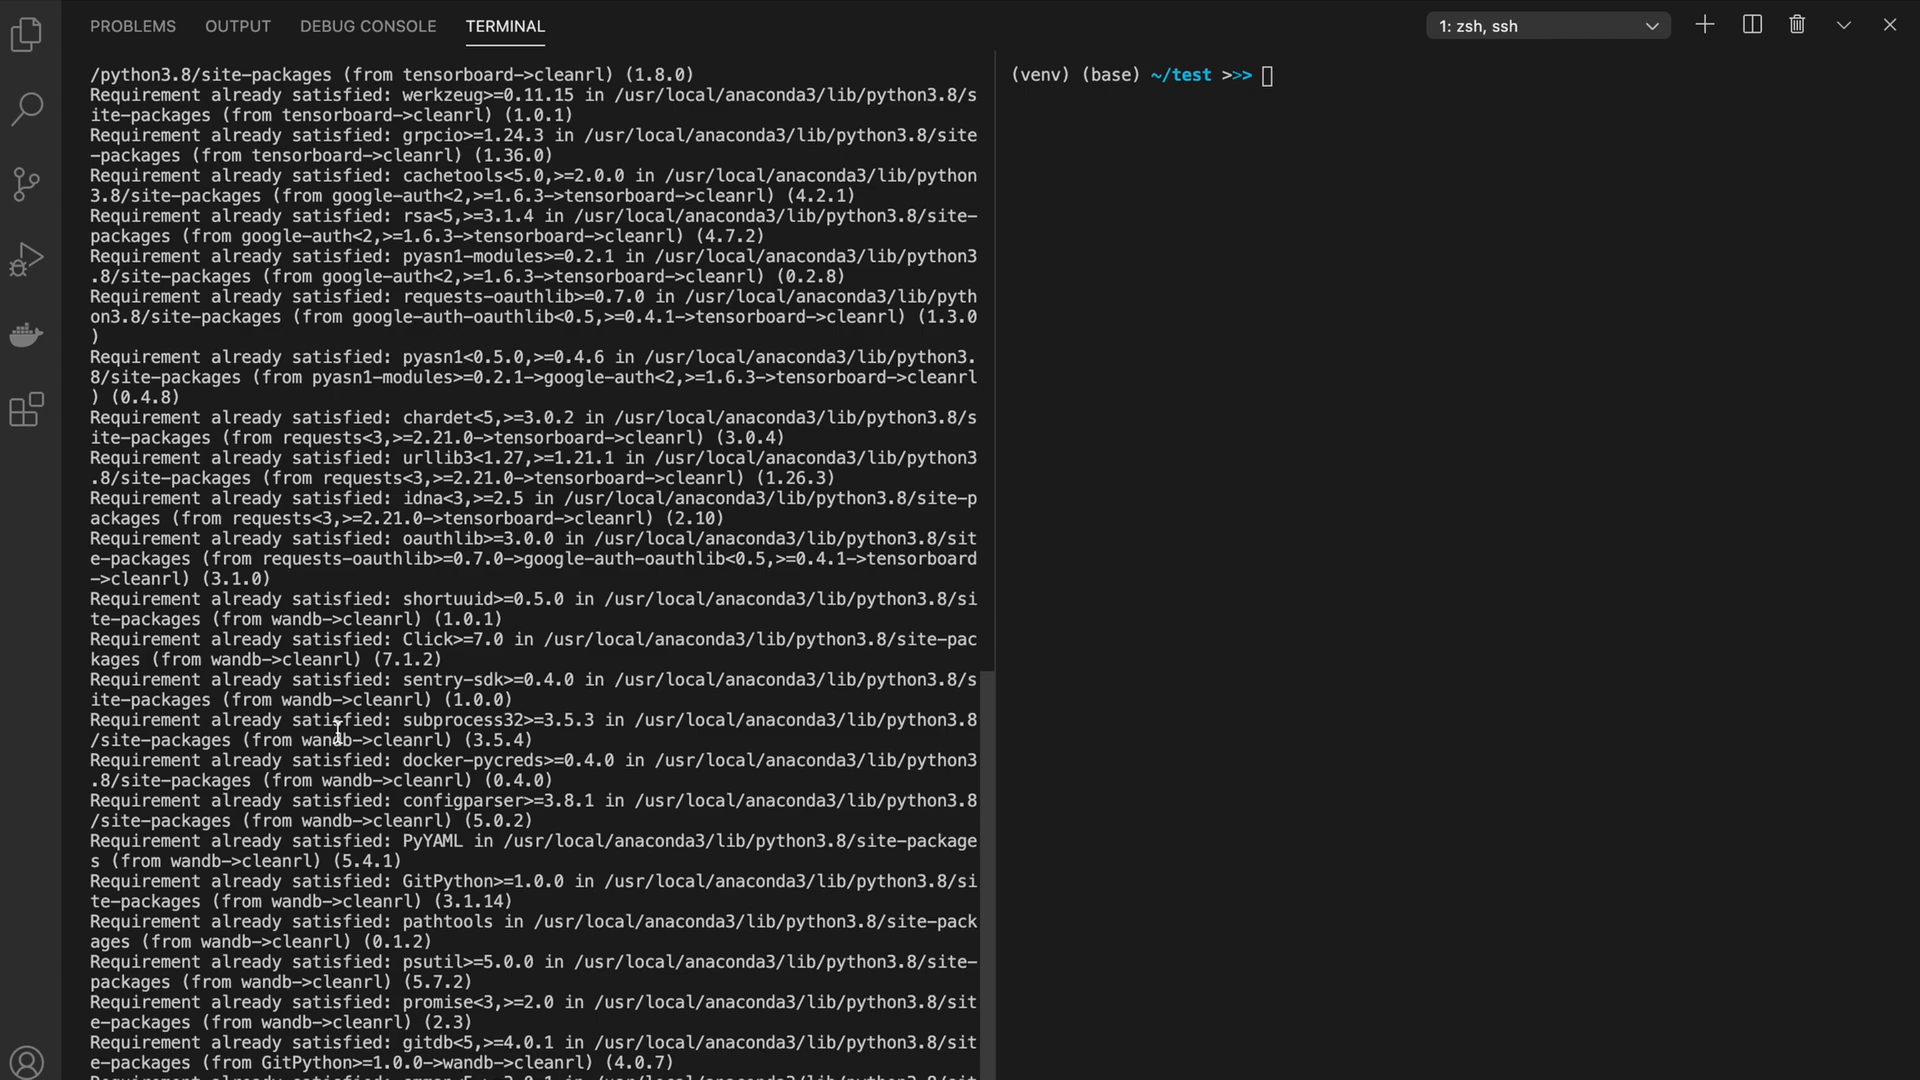 PROBLEMS OUTPUT DEBUG CONSOLE TERMINAL 1: zsh, ssh
/python3.8/site-packages (from tensorboard->cleanrl) (1.8.0)
Requirement already satisfied: werkzeug>=0.11.15 in /usr/local/anaconda3/lib/python3.8/s
ite-packages (from tensorboard->cleanrl) (1.0.1)
Requirement already satisfied: grpcio>=1.24.3 in /usr/local/anaconda3/lib/python3.8/site
-packages (from tensorboard->cleanrl) (1.36.0)
Requirement already satisfied: cachetools<5.0,>=2.0.0 in /usr/local/anaconda3/lib/python
3.8/site-packages (from google-auth<2,>=1.6.3->tensorboard->cleanrl) (4.2.1)
Requirement already satisfied: rsa<5,>=3.1.4 in /usr/local/anaconda3/lib/python3.8/site-
packages (from google-auth<2,>=1.6.3->tensorboard->cleanrl) (4.7.2)
Requirement already satisfied: pyasn1-modules>=0.2.1 in /usr/local/anaconda3/lib/python3
.8/site-packages (from google-auth<2,>=1.6.3->tensorboard->cleanrl) (0.2.8)
Requirement already satisfied: requests-oauthlib>=0.7.0 in /usr/local/anaconda3/lib/pyth
on3.8/site-packages (from google-auth-oauthlib<0.5,>=0.4.1->tensorboard->cleanrl) (1.3.0
)
Requirement already satisfied: pyasn1<0.5.0,>=0.4.6 in /usr/local/anaconda3/lib/python3.
8/site-packages (from pyasn1-modules>=0.2.1->google-auth<2,>=1.6.3->tensorboard->cleanrl
) (0.4.8)
Requirement already satisfied: chardet<5,>=3.0.2 in /usr/local/anaconda3/lib/python3.8/s
ite-packages (from requests<3,>=2.21.0->tensorboard->cleanrl) (3.0.4)
Requirement already satisfied: urllib3<1.27,>=1.21.1 in /usr/local/anaconda3/lib/python3
.8/site-packages (from requests<3,>=2.21.0->tensorboard->cleanrl) (1.26.3)
Requirement already satisfied: idna<3,>=2.5 in /usr/local/anaconda3/lib/python3.8/site-p
ackages (from requests<3,>=2.21.0->tensorboard->cleanrl) (2.10)
Requirement already satisfied: oauthlib>=3.0.0 in /usr/local/anaconda3/lib/python3.8/sit
e-packages (from requests-oauthlib>=0.7.0->google-auth-oauthlib<0.5,>=0.4.1->tensorboard
->cleanrl) (3.1.0)
Requirement already satisfied: shortuuid>=0.5.0 in /usr/local/anaconda3/lib/python3.8/si
te-packages (from wandb->cleanrl) (1.0.1)
Requirement already satisfied: Click>=7.0 in /usr/local/anaconda3/lib/python3.8/site-pac
kages (from wandb->cleanrl) (7.1.2)
Requirement already satisfied: sentry-sdk>=0.4.0 in /usr/local/anaconda3/lib/python3.8/s
ite-packages (from wandb->cleanrl) (1.0.0)
Requirement already satisfied: subprocess32>=3.5.3 in /usr/local/anaconda3/lib/python3.8
/site-packages (from wandb->cleanrl) (3.5.4)
Requirement already satisfied: docker-pycreds>=0.4.0 in /usr/local/anaconda3/lib/python3
.8/site-packages (from wandb->cleanrl) (0.4.0)
Requirement already satisfied: configparser>=3.8.1 in /usr/local/anaconda3/lib/python3.8
/site-packages (from wandb->cleanrl) (5.0.2)
Requirement already satisfied: PyYAML in /usr/local/anaconda3/lib/python3.8/site-package
s (from wandb->cleanrl) (5.4.1)
Requirement already satisfied: GitPython>=1.0.0 in /usr/local/anaconda3/lib/python3.8/si
te-packages (from wandb->cleanrl) (3.1.14)
Requirement already satisfied: pathtools in /usr/local/anaconda3/lib/python3.8/site-pack
ages (from wandb->cleanrl) (0.1.2)
Requirement already satisfied: psutil>=5.0.0 in /usr/local/anaconda3/lib/python3.8/site-
packages (from wandb->cleanrl) (5.7.2)
Requirement already satisfied: promise<3,>=2.0 in /usr/local/anaconda3/lib/python3.8/sit
e-packages (from wandb->cleanrl) (2.3)
Requirement already satisfied: gitdb<5,>=4.0.1 in /usr/local/anaconda3/lib/python3.8/sit
e-packages (from GitPython>=1.0.0->wandb->cleanrl) (4.0.7)
(venv) (base) ~/test >>>